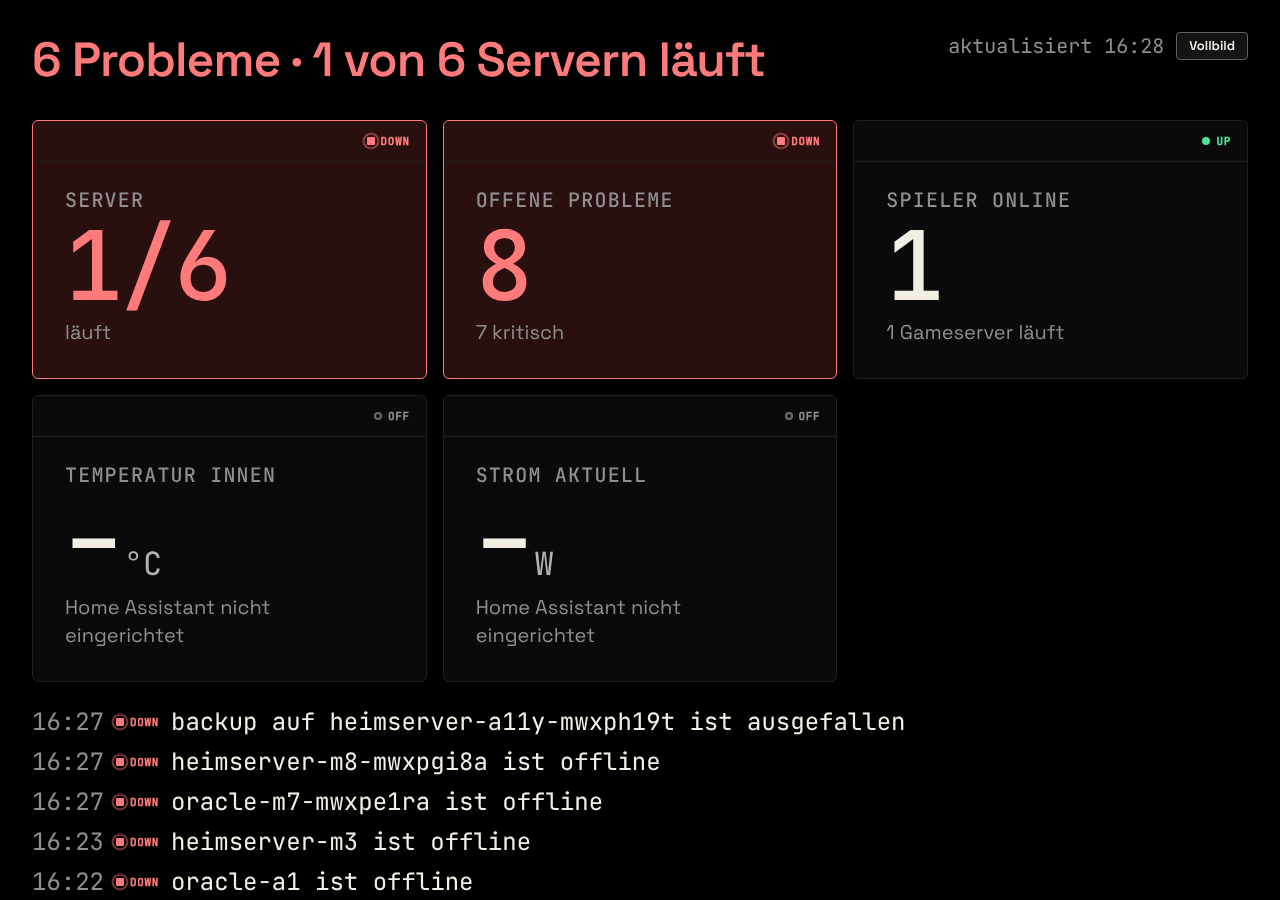 6 Probleme · 1 von 6 Servern läuft
aktualisiert 16:28
Vollbild
DOWN
SERVER
1/6
läuft
DOWN
OFFENE PROBLEME
8
7 kritisch
UP
SPIELER ONLINE
1
1 Gameserver läuft
OFF
TEMPERATUR INNEN
– °C
Home Assistant nicht
eingerichtet
OFF
STROM AKTUELL
– W
Home Assistant nicht
eingerichtet
16:27 DOWN backup auf heimserver-a11y-mwxph19t ist ausgefallen
16:27 DOWN heimserver-m8-mwxpgi8a ist offline
16:27 DOWN oracle-m7-mwxpe1ra ist offline
16:23 DOWN heimserver-m3 ist offline
16:22 DOWN oracle-a1 ist offline